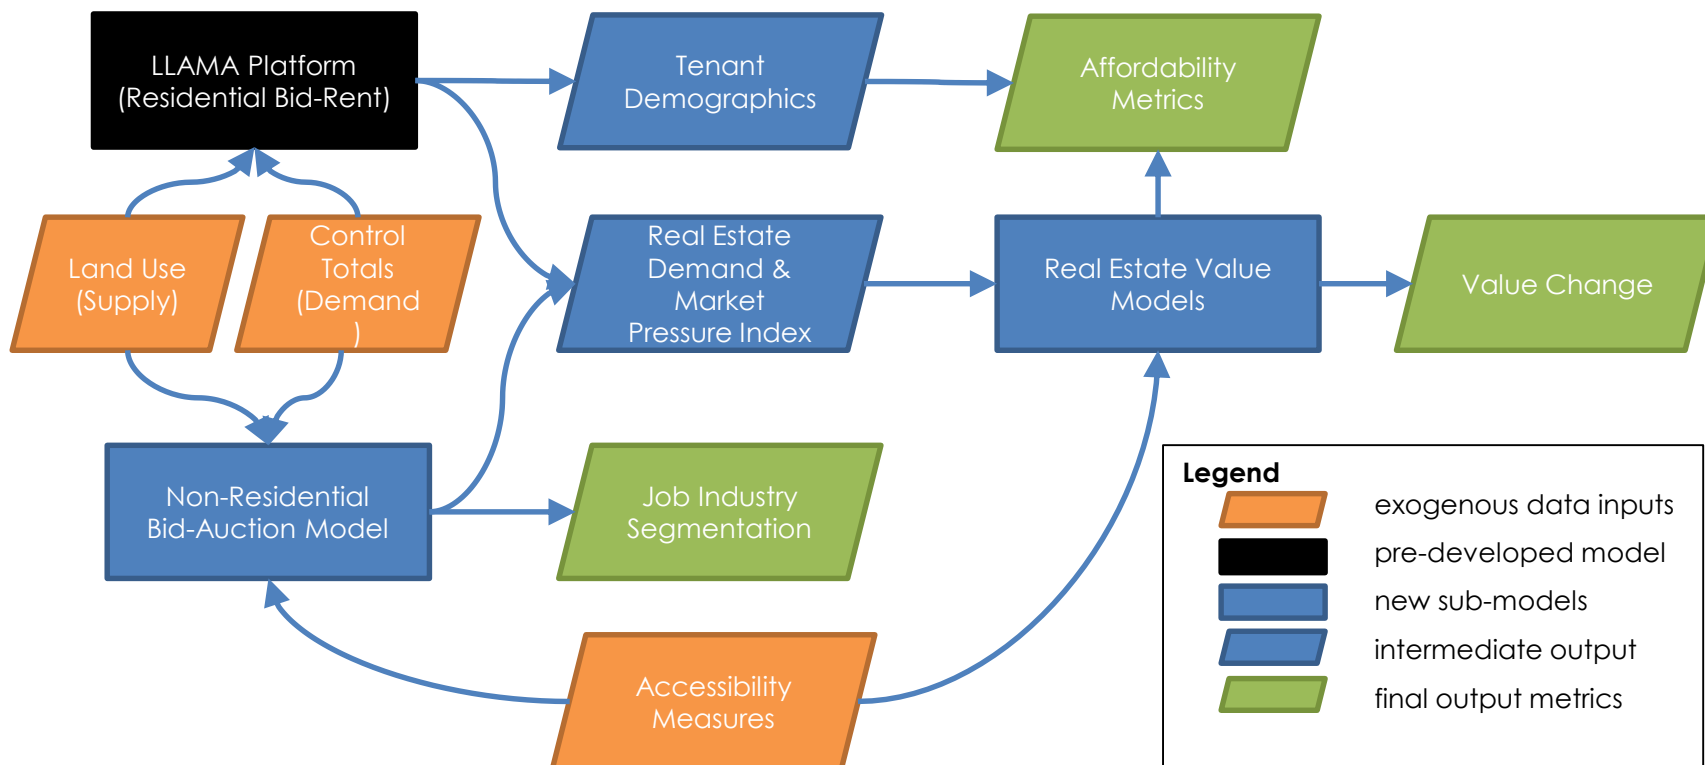 LLAMA Platform
(Residential Bid-Rent)
Tenant
Demographics
Affordability
Metrics
Land Use
(Supply)
Control
Totals
(Demand
)
Real Estate
Demand &
Market
Pressure Index
Real Estate Value
Models
Value Change
Non-Residential
Bid-Auction Model
Job Industry
Segmentation
Accessibility
Measures
Legend
exogenous data inputs
pre-developed model
new sub-models
intermediate output
final output metrics